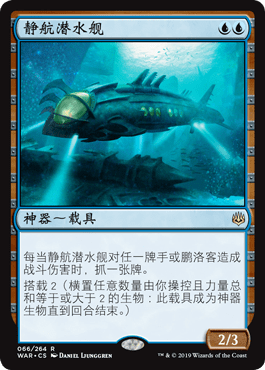 静航潜水舰
神器～载具
每当静航潜水舰对任一牌手或鹏洛客造成
战斗伤害时，抓一张牌。
搭载2（横置任意数量由你操控且力量总
和等于或大于2的生物：此载具成为神器
生物直到回合结束。）
2/3
066/264 R
WAR • CS DANIEL LJUNGGREN
™ & © 2019 Wizards of the Coast